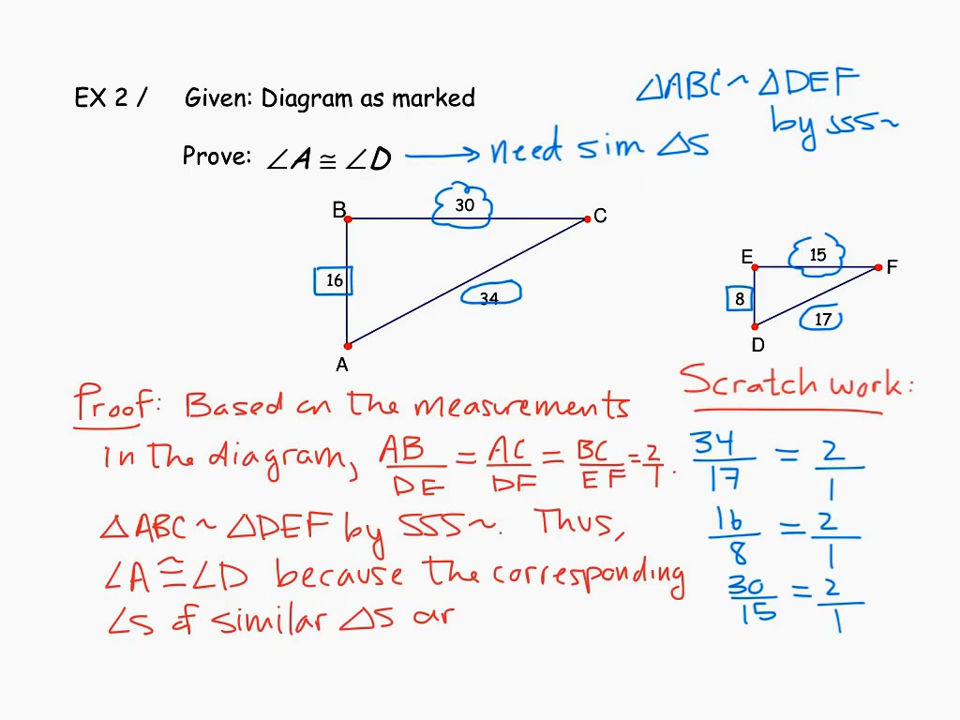 EX 2 / Given: Diagram as marked
△ABC ~ △DEF
by SSS~
Prove: ∠A ≅ ∠D → need sim △s
B 30 C
16
34
A
E 15 F
8
17
D
Scratch work:
34/17 = 2/1
16/8 = 2/1
30/15 = 2/1
Proof: Based on the measurements
in the diagram, AB/DE = AC/DF = BC/EF = 2/1.
△ABC ~ △DEF by SSS~. Thus,
∠A ≅ ∠D because the corresponding
∠s of similar △s ar